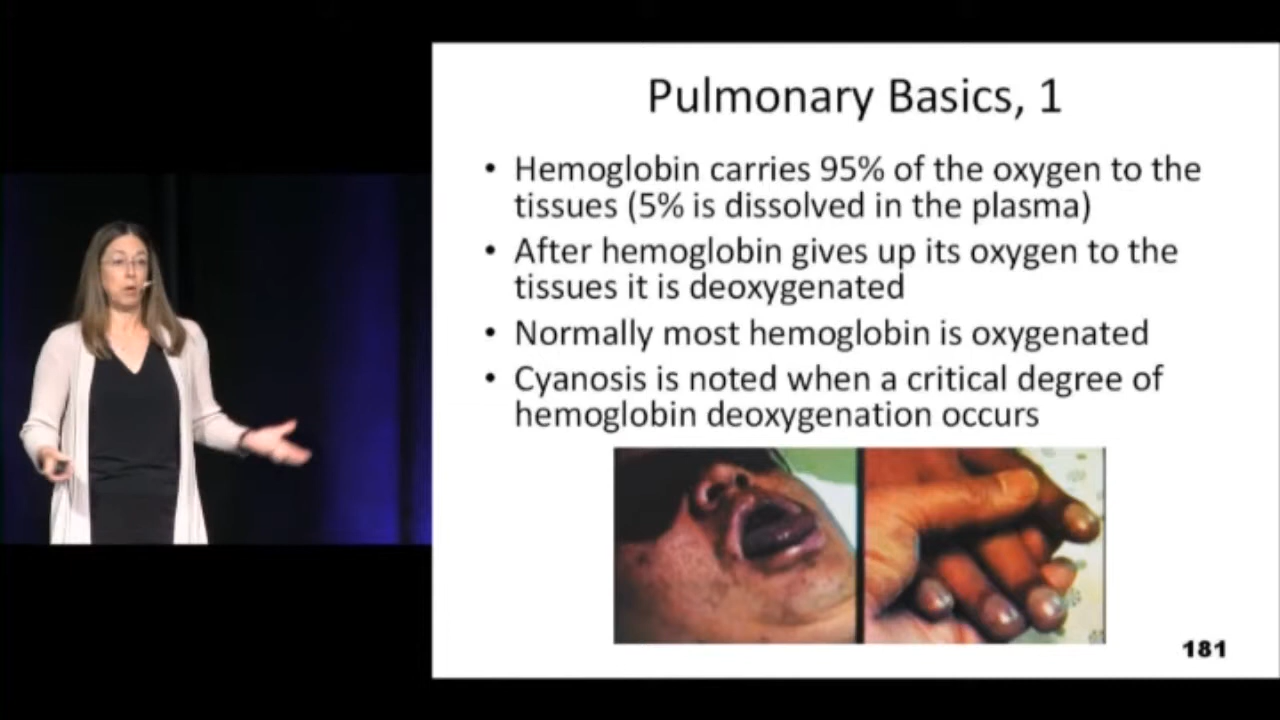 Pulmonary Basics, 1
• Hemoglobin carries 95% of the oxygen to the
tissues (5% is dissolved in the plasma)
• After hemoglobin gives up its oxygen to the
tissues it is deoxygenated
• Normally most hemoglobin is oxygenated
• Cyanosis is noted when a critical degree of
hemoglobin deoxygenation occurs
181